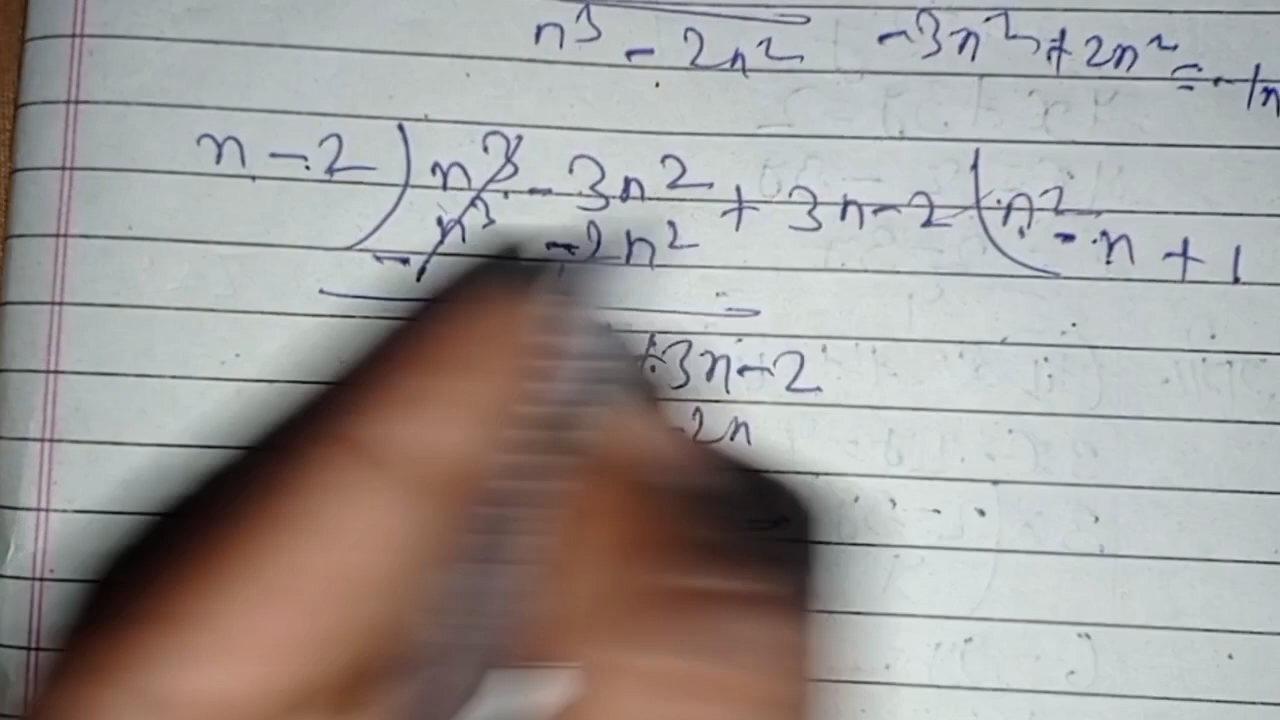 n³ - 2n² -3n² + 2n² = -1n
n - 2 ) n³ - 3n² + 3n - 2 ( n² - n + 1
- n³ - 2n²
+ 3n - 2
2n